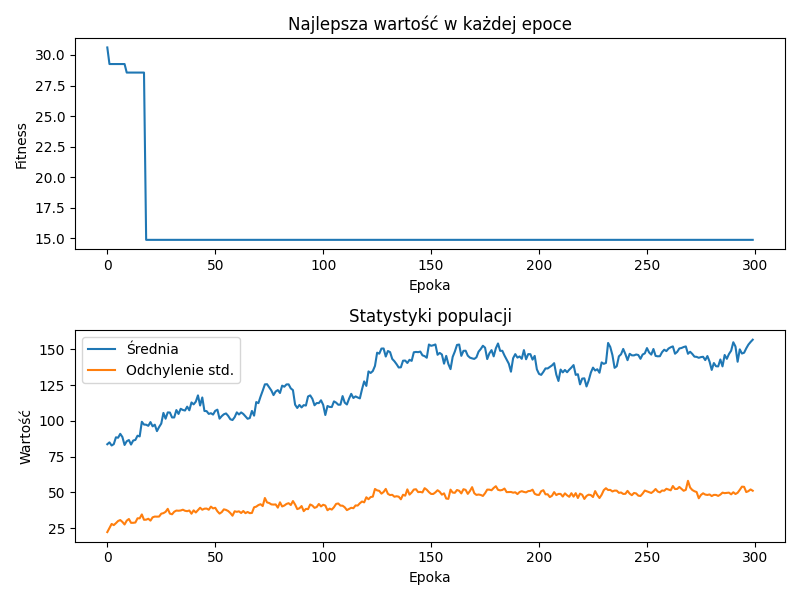 Najlepsza wartość w każdej epoce
30.0
27.5
25.0
22.5
20.0
17.5
15.0
Fitness
0 50 100 150 200 250 300
Epoka
Statystyki populacji
Średnia
Odchylenie std.
150
125
100
75
50
25
Wartość
0 50 100 150 200 250 300
Epoka